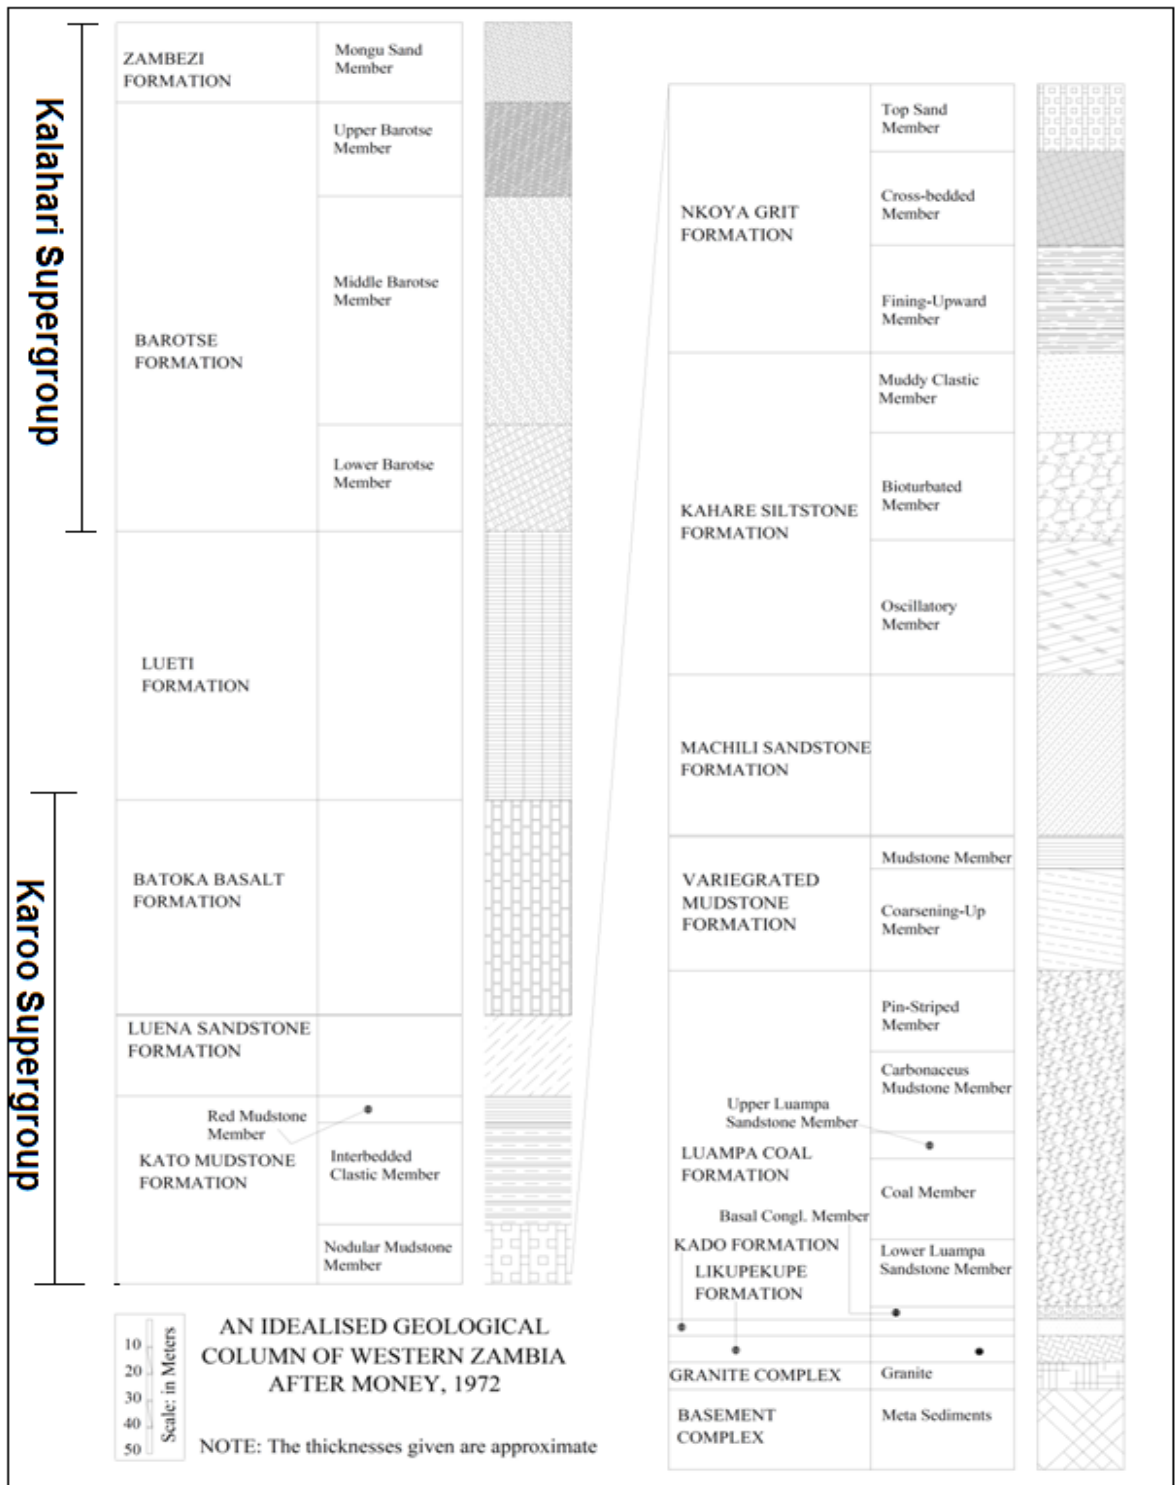 Kalahari Supergroup
Karoo Supergroup
ZAMBEZI
FORMATION
Mongu Sand
Member
BAROTSE
FORMATION
Upper Barotse
Member
Middle Barotse
Member
Lower Barotse
Member
LUETI
FORMATION
BATOKA BASALT
FORMATION
LUENA SANDSTONE
FORMATION
Red Mudstone
Member
KATO MUDSTONE
FORMATION
Interbedded
Clastic Member
Nodular Mudstone
Member
NKOYA GRIT
FORMATION
Top Sand
Member
Cross-bedded
Member
Fining-Upward
Member
KAHARE SILTSTONE
FORMATION
Muddy Clastic
Member
Bioturbated
Member
Oscillatory
Member
MACHILI SANDSTONE
FORMATION
VARIEGRATED
MUDSTONE
FORMATION
Mudstone Member
Coarsening-Up
Member
LUAMPA COAL
FORMATION
Pin-Striped
Member
Carbonaceus
Mudstone Member
Upper Luampa
Sandstone Member
Coal Member
Basal Congl. Member
Lower Luampa
Sandstone Member
KADO FORMATION
LIKUPEKUPE
FORMATION
GRANITE COMPLEX
Granite
BASEMENT
COMPLEX
Meta Sediments
10
20
30
40
50
Scale: in Meters
AN IDEALISED GEOLOGICAL
COLUMN OF WESTERN ZAMBIA
AFTER MONEY, 1972
NOTE: The thicknesses given are approximate